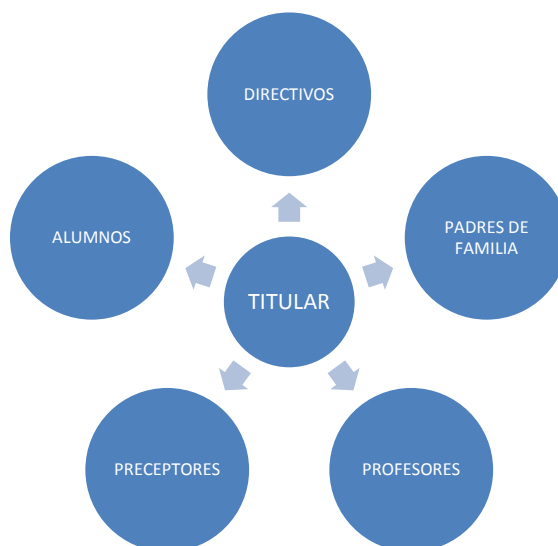 DIRECTIVOS
ALUMNOS
PADRES DE
FAMILIA
TITULAR
PRECEPTORES
PROFESORES